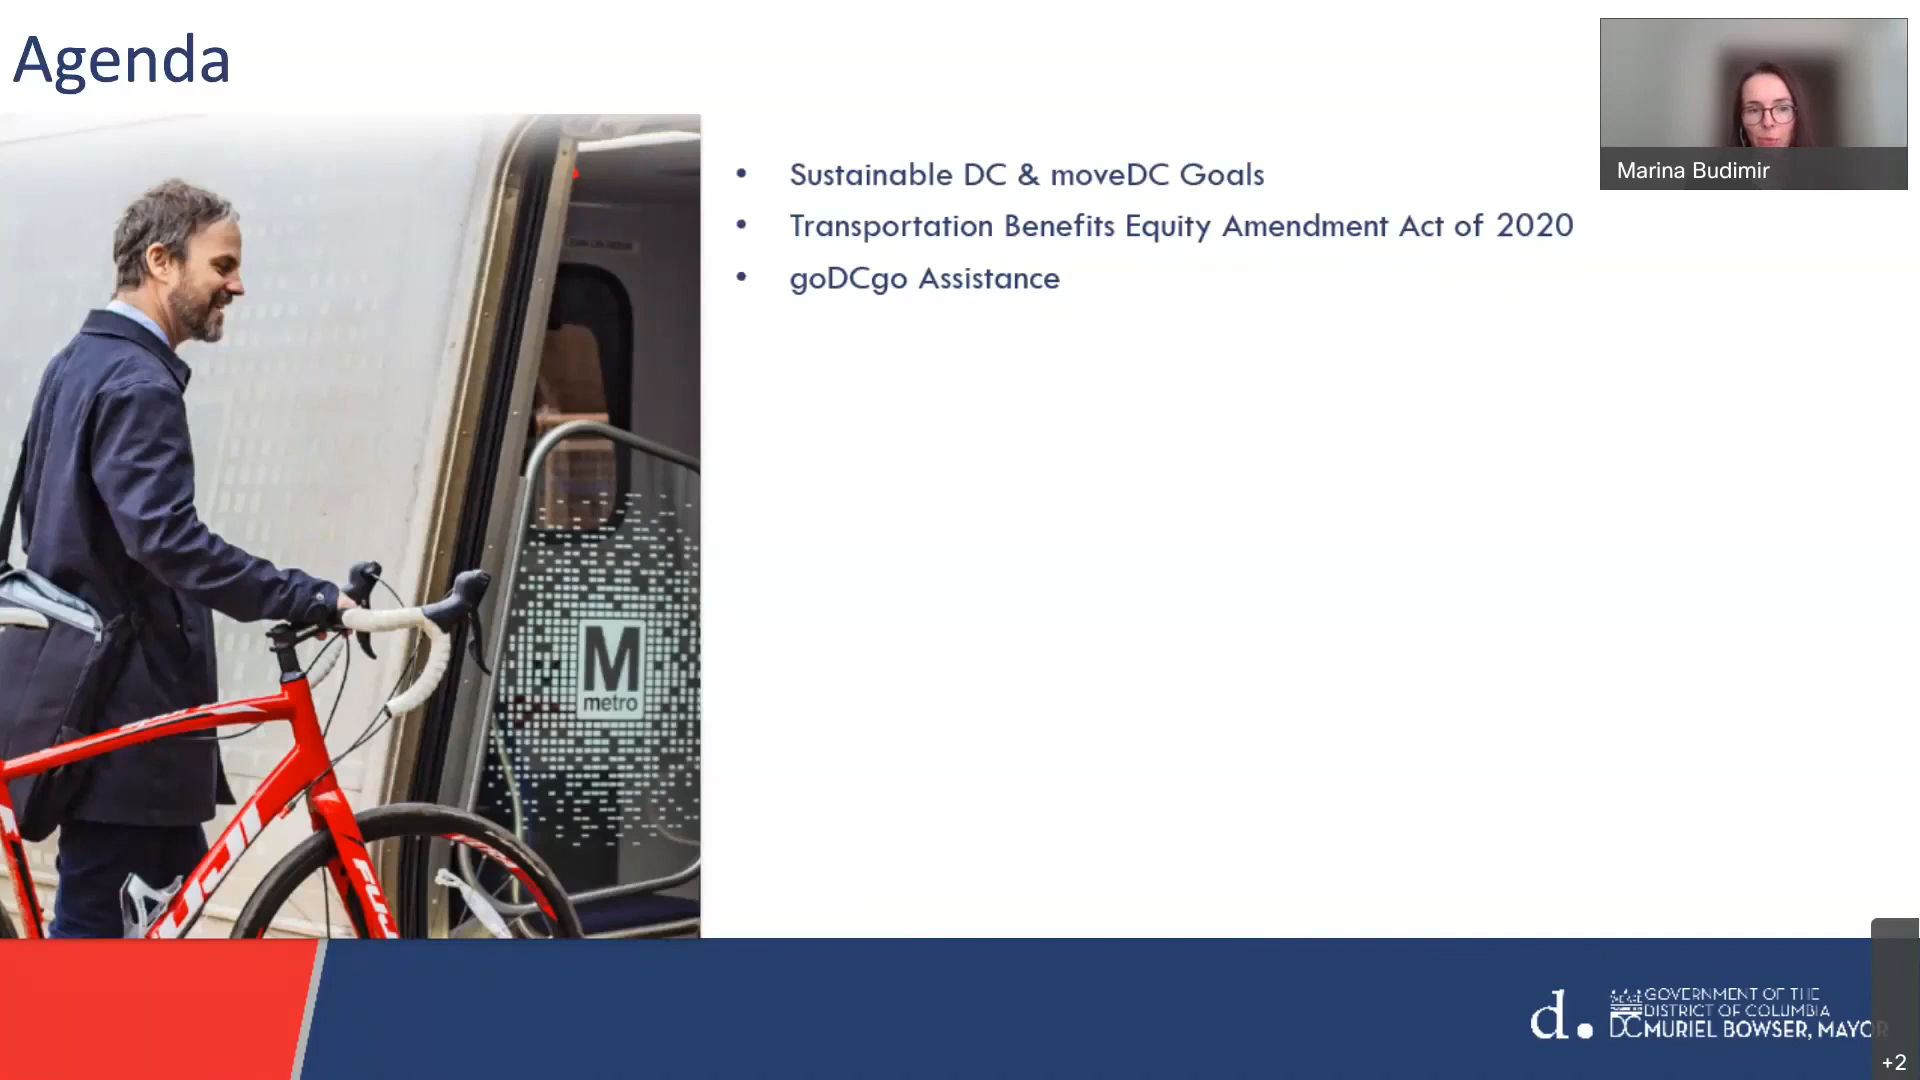 Agenda
Marina Budimir
• Sustainable DC & moveDC Goals
• Transportation Benefits Equity Amendment Act of 2020
• goDCgo Assistance
M
metro
FUJI
d.
GOVERNMENT OF THE
DISTRICT OF COLUMBIA
DC MURIEL BOWSER, MAYOR
+2